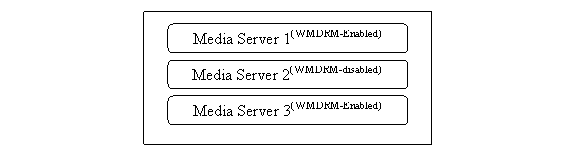 Media Server 1(WMDRM-Enabled)
Media Server 2(WMDRM-disabled)
Media Server 3(WMDRM-Enabled)